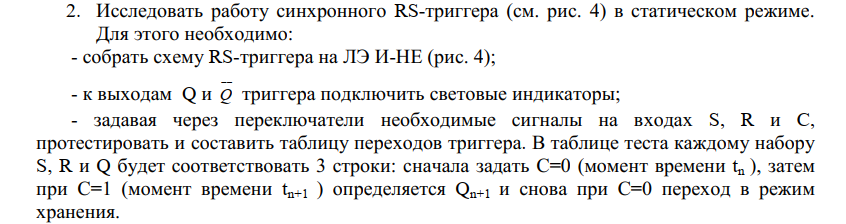 2. Исследовать работу синхронного RS-триггера (см. рис. 4) в статическом режиме.
Для этого необходимо:
- собрать схему RS-триггера на ЛЭ И-НЕ (рис. 4);
- к выходам Q и Q̅ триггера подключить световые индикаторы;
- задавая через переключатели необходимые сигналы на входах S, R и C,
протестировать и составить таблицу переходов триггера. В таблице теста каждому набору
S, R и Q будет соответствовать 3 строки: сначала задать C=0 (момент времени tn ), затем
при C=1 (момент времени tn+1 ) определяется Qn+1 и снова при C=0 переход в режим
хранения.